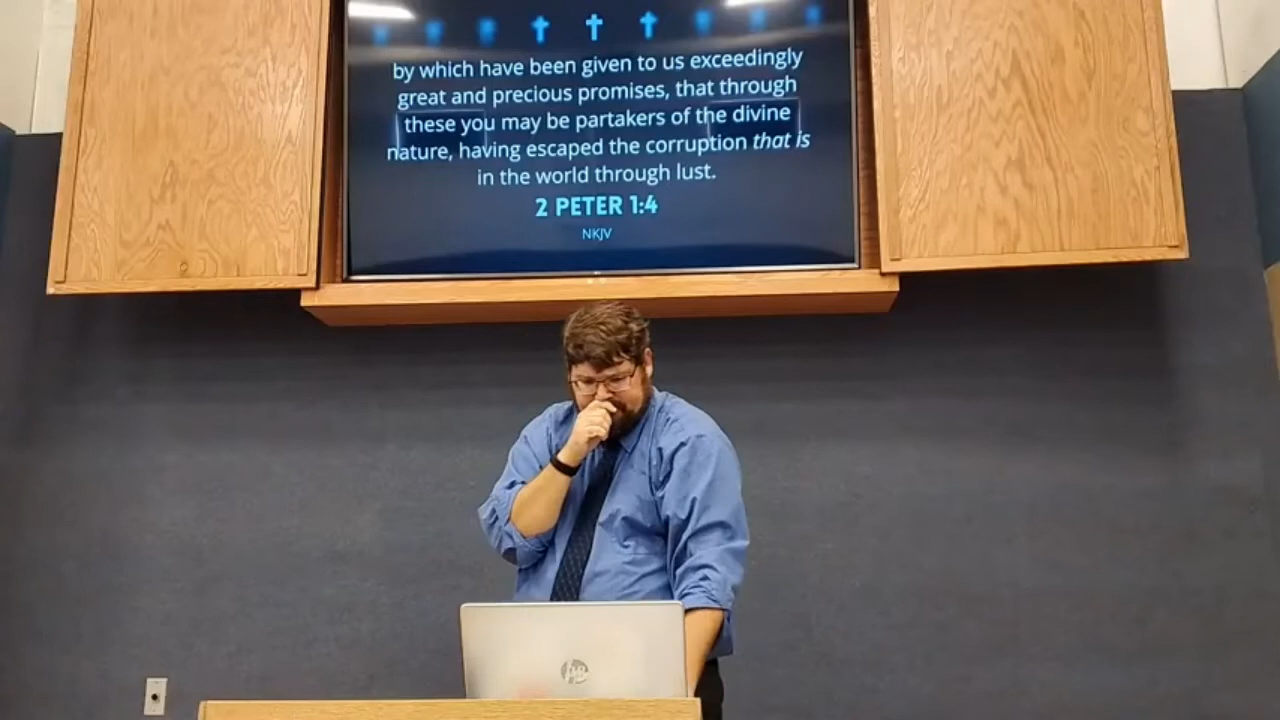 by which have been given to us exceedingly
great and precious promises, that through
these you may be partakers of the divine
nature, having escaped the corruption that is
in the world through lust.
2 PETER 1:4
NKJV
hp